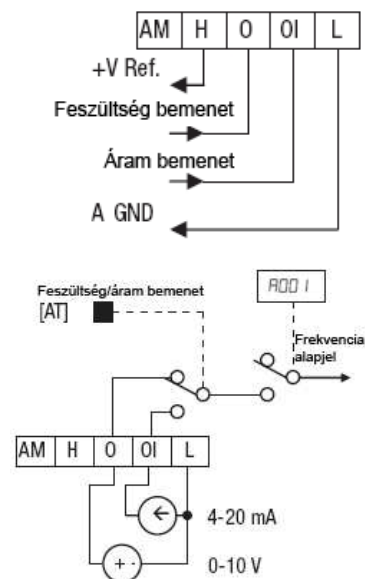 AM H O OI L
+V Ref.
Feszültség bemenet
Áram bemenet
A GND
Feszültség/áram bemenet
[AT]
A001
Frekvencia
alapjel
AM H O OI L
4-20 mA
+ -
0-10 V